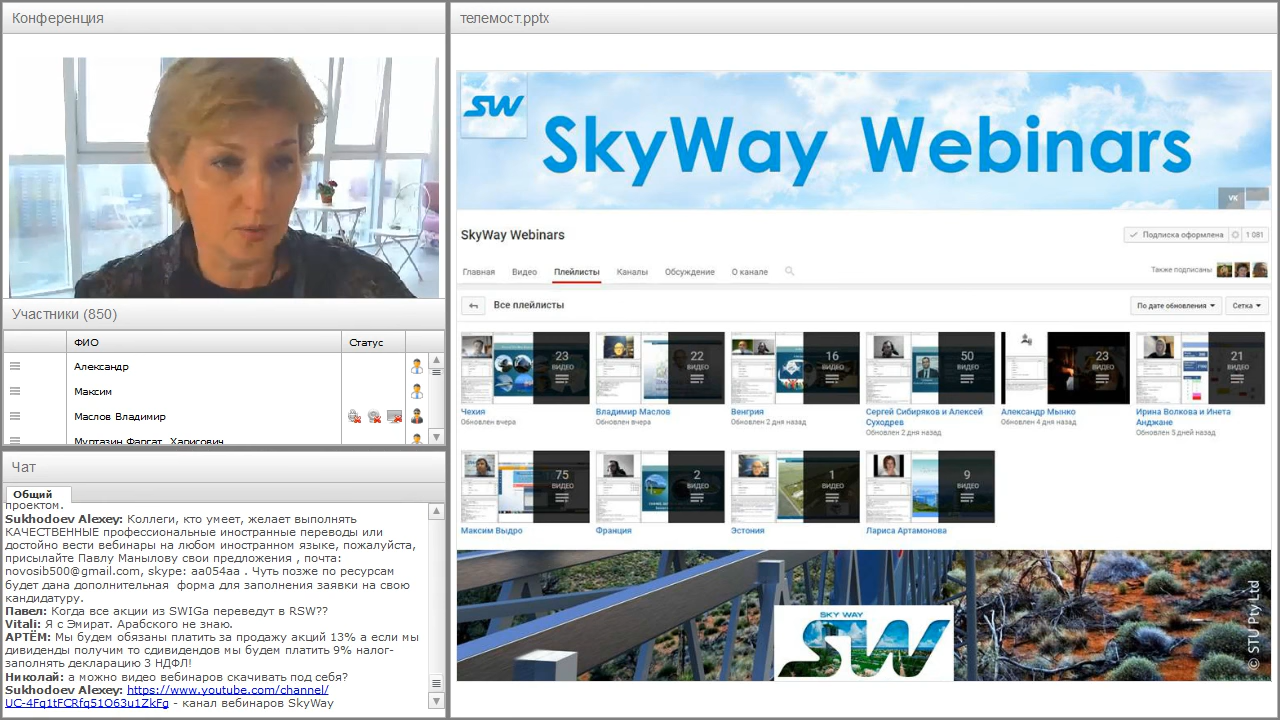 Конференция
Участники (850)
ФИО
Статус
Александр
Максим
Маслов Владимир
Чат
Общий
проектом.
Sukhodoev Alexey: Коллеги, кто умеет, желает выполнять
КАЧЕСТВЕННЫЕ профессиональные иностранные переводы или
достойно вести вебинары на любом иностранном языке, пожалуйста,
присылайте Павлу Манылову свои предложения , почта:
novosib500@gmail.com, skype: aa054aa . Чуть позже по ресурсам
будет дана дополнительная форма для заполнения заявки на свою
кандидатуру.
Павел: Когда все акции из SWIGа переведут в RSW??
Vitali: Я с Эмират. Никого его не знаю.
АРТЁМ: Мы будем обязаны платить за продажу акций 13% а если мы
дивиденды получим то с дивидендов мы будем платить 9% налог-
заполнять декларацию 3 НДФЛ!
Николай: а можно видео вебинаров скачивать под себя?
Sukhodoev Alexey: https://www.youtube.com/channel/
UC-4Fq1tFCRfq51O63u1ZkFg - канал вебинаров SkyWay
телемост.pptx
SW
SkyWay Webinars
VK
SkyWay Webinars
Подписка оформлена
1 081
Главная
Видео
Плейлисты
Каналы
Обсуждение
О канале
Также подписаны
Все плейлисты
По дате обновления
Сетка
23
ВИДЕО
22
ВИДЕО
16
ВИДЕО
50
ВИДЕО
23
ВИДЕО
21
ВИДЕО
Чехия
Обновлен вчера
Владимир Маслов
Обновлен вчера
Венгрия
Обновлен 2 дня назад
Сергей Сибиряков и Алексей
Суходоев
Обновлен 2 дня назад
Александр Мынко
Обновлен 4 дня назад
Ирина Волкова и Инета
Анджане
Обновлен 5 дней назад
75
ВИДЕО
2
ВИДЕО
1
ВИДЕО
9
ВИДЕО
Максим Выдро
Франция
Эстония
Лариса Артамонова
SKY WAY
SW
© STU Pty Ltd